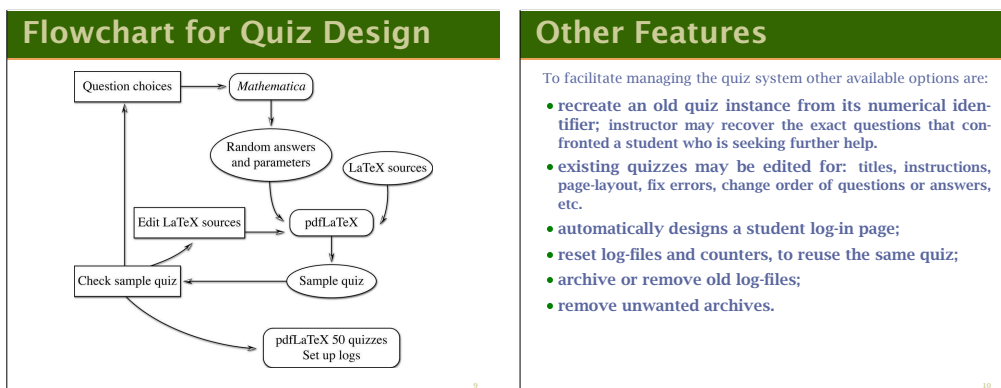 Flowchart for Quiz Design
Question choices
Mathematica
Random answers
and parameters
LaTeX sources
Edit LaTeX sources
pdfLaTeX
Check sample quiz
Sample quiz
pdfLaTeX 50 quizzes
Set up logs
9
Other Features
To facilitate managing the quiz system other available options are:
• recreate an old quiz instance from its numerical iden-
tifier; instructor may recover the exact questions that con-
fronted a student who is seeking further help.
• existing quizzes may be edited for: titles, instructions,
page-layout, fix errors, change order of questions or answers,
etc.
• automatically designs a student log-in page;
• reset log-files and counters, to reuse the same quiz;
• archive or remove old log-files;
• remove unwanted archives.
10